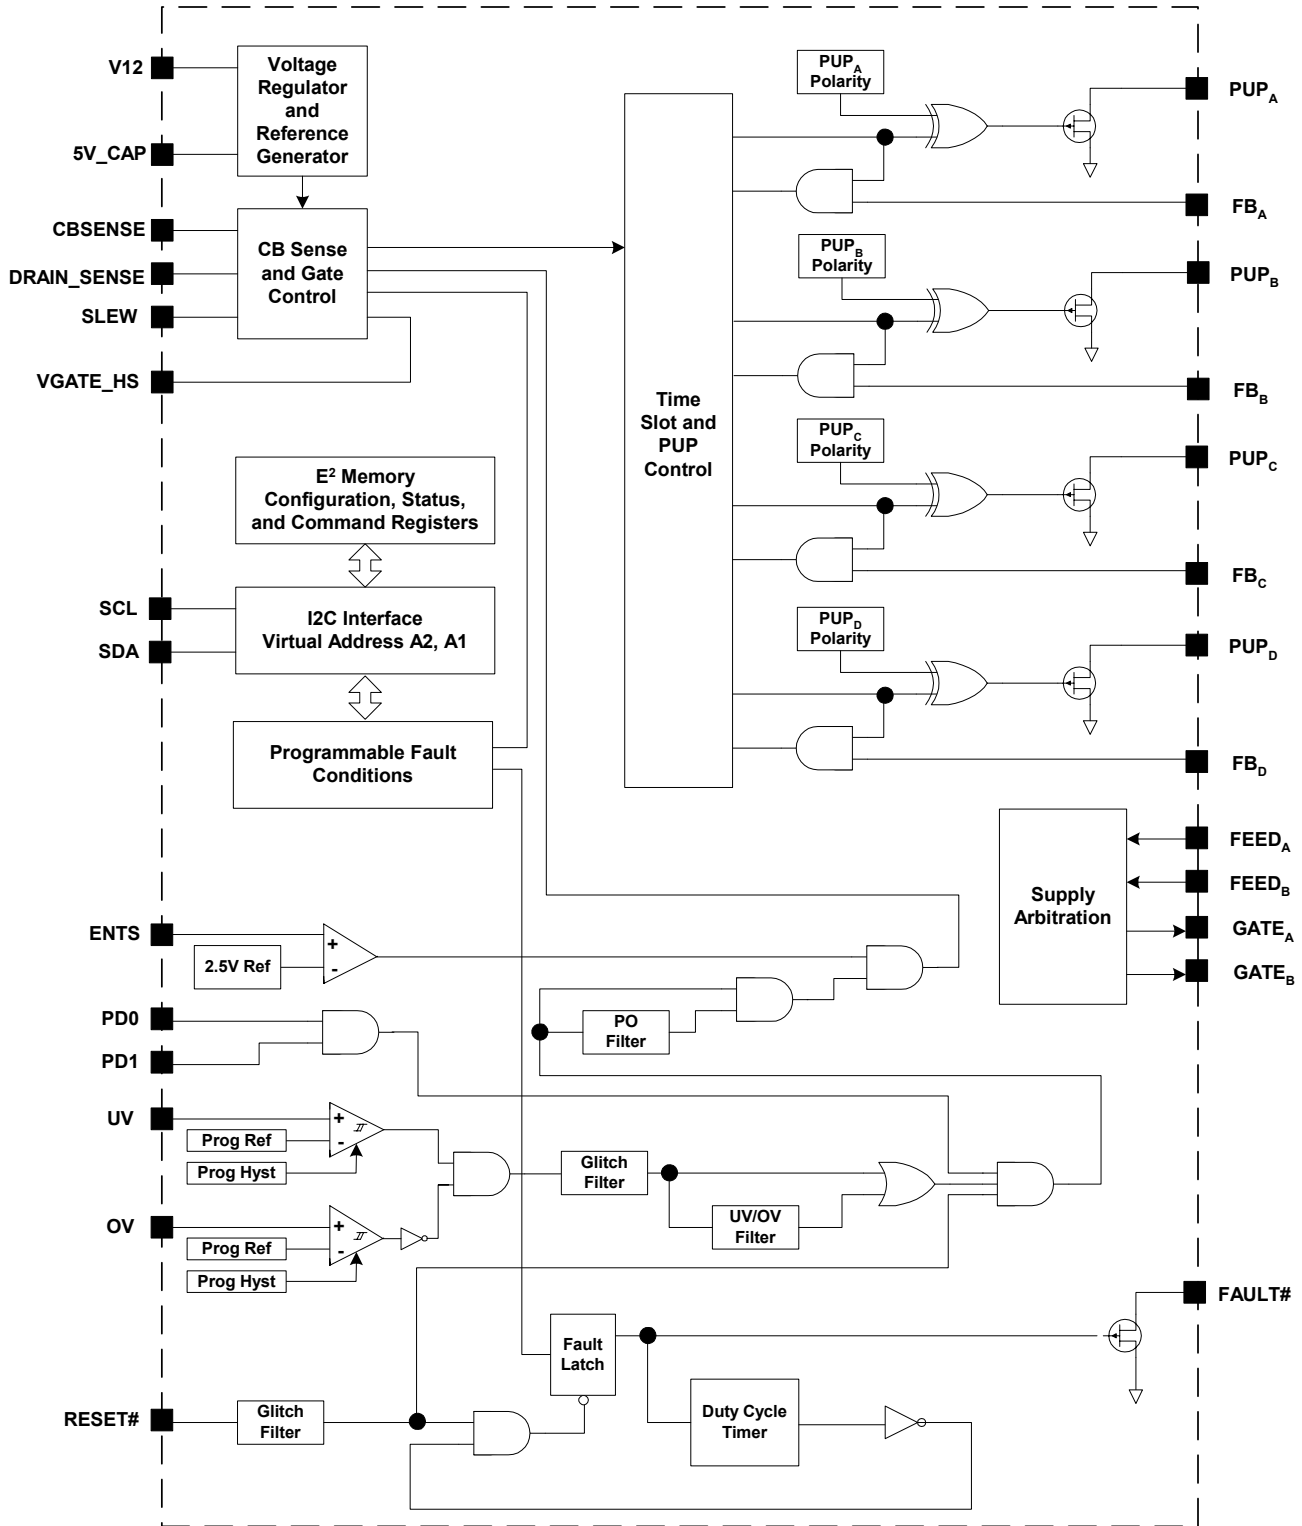 V12
Voltage
Regulator
and
Reference
Generator
5V_CAP
CBSENSE
DRAIN_SENSE
SLEW
VGATE_HS
CB Sense
and Gate
Control
E² Memory
Configuration, Status,
and Command Registers
SCL
SDA
I2C Interface
Virtual Address A2, A1
Programmable Fault
Conditions
Time
Slot and
PUP
Control
PUPA
Polarity
PUPA
FBA
PUPB
Polarity
PUPB
FBB
PUPC
Polarity
PUPC
FBC
PUPD
Polarity
PUPD
FBD
Supply
Arbitration
FEEDA
FEEDB
GATEA
GATEB
ENTS
2.5V Ref
+
-
PD0
PD1
PO
Filter
UV
Prog Ref
Prog Hyst
+
-
OV
Prog Ref
Prog Hyst
+
-
Glitch
Filter
UV/OV
Filter
FAULT#
Fault
Latch
RESET#
Glitch
Filter
Duty Cycle
Timer